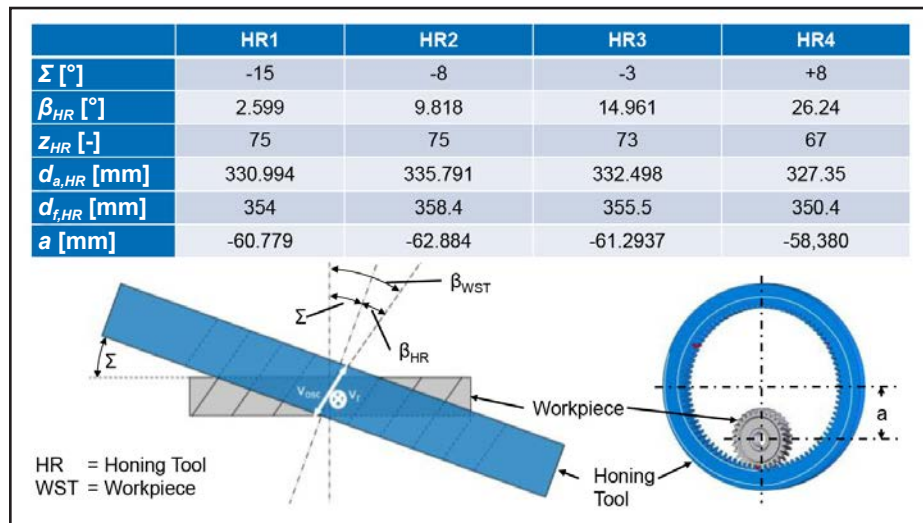 HR1 HR2 HR3 HR4
Σ [°] -15 -8 -3 +8
βHR [°] 2.599 9.818 14.961 26.24
zHR [-] 75 75 73 67
da,HR [mm] 330.994 335.791 332.498 327.35
df,HR [mm] 354 358.4 355.5 350.4
a [mm] -60.779 -62.884 -61.2937 -58,380
βWST
Σ
βHR
Σ
vosc vf
Workpiece
a
Honing
Tool
HR = Honing Tool
WST = Workpiece